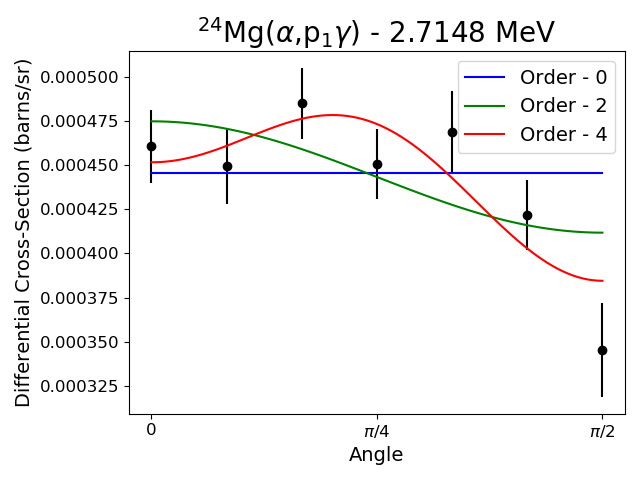 ²⁴Mg(α,p₁γ) - 2.7148 MeV
Differential Cross-Section (barns/sr)
0.000500
0.000475
0.000450
0.000425
0.000400
0.000375
0.000350
0.000325
Order - 0
Order - 2
Order - 4
0
π/4
π/2
Angle